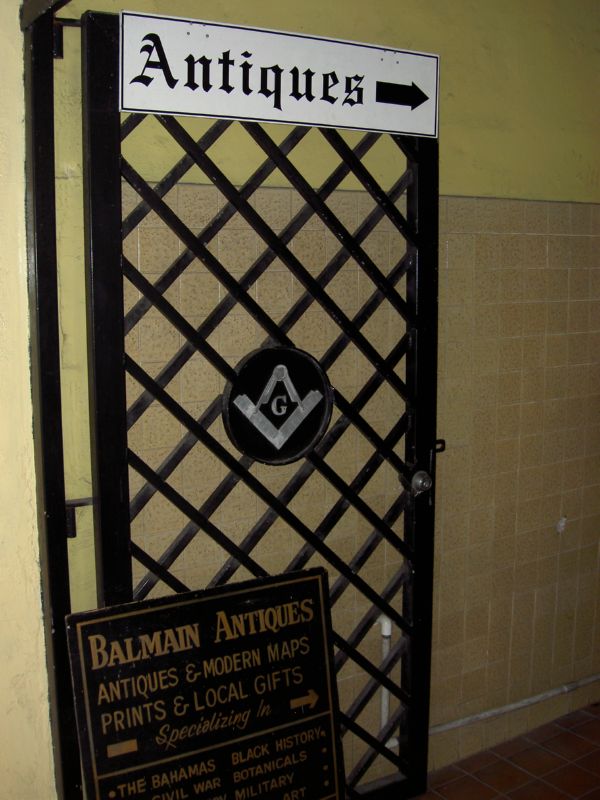 Antiques
G
BALMAIN ANTIQUES
ANTIQUES & MODERN MAPS
PRINTS & LOCAL GIFTS
Specializing In
• THE BAHAMAS BLACK HISTORY •
CIVIL WAR BOTANICALS •
MILITARY •
ART